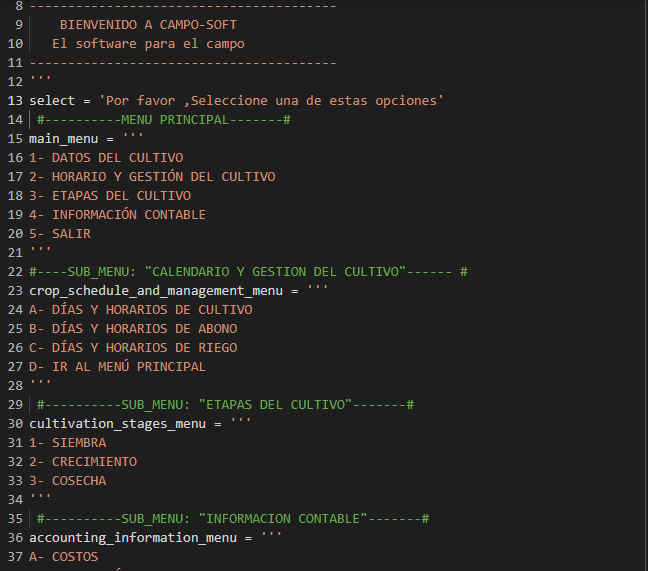 8 ----------------------------------------
9     BIENVENIDO A CAMPO-SOFT
10    El software para el campo
11 ----------------------------------------
12 '''
13 select = 'Por favor ,Seleccione una de estas opciones'
14  #----------MENU PRINCIPAL-------#
15 main_menu = '''
16 1- DATOS DEL CULTIVO
17 2- HORARIO Y GESTIÓN DEL CULTIVO
18 3- ETAPAS DEL CULTIVO
19 4- INFORMACIÓN CONTABLE
20 5- SALIR
21 '''
22 #----SUB_MENU: "CALENDARIO Y GESTION DEL CULTIVO"------ #
23 crop_schedule_and_management_menu = '''
24 A- DÍAS Y HORARIOS DE CULTIVO
25 B- DÍAS Y HORARIOS DE ABONO
26 C- DÍAS Y HORARIOS DE RIEGO
27 D- IR AL MENÚ PRINCIPAL
28 '''
29  #----------SUB_MENU: "ETAPAS DEL CULTIVO"-------#
30 cultivation_stages_menu = '''
31 1- SIEMBRA
32 2- CRECIMIENTO
33 3- COSECHA
34 '''
35  #----------SUB_MENU: "INFORMACION CONTABLE"-------#
36 accounting_information_menu = '''
37 A- COSTOS